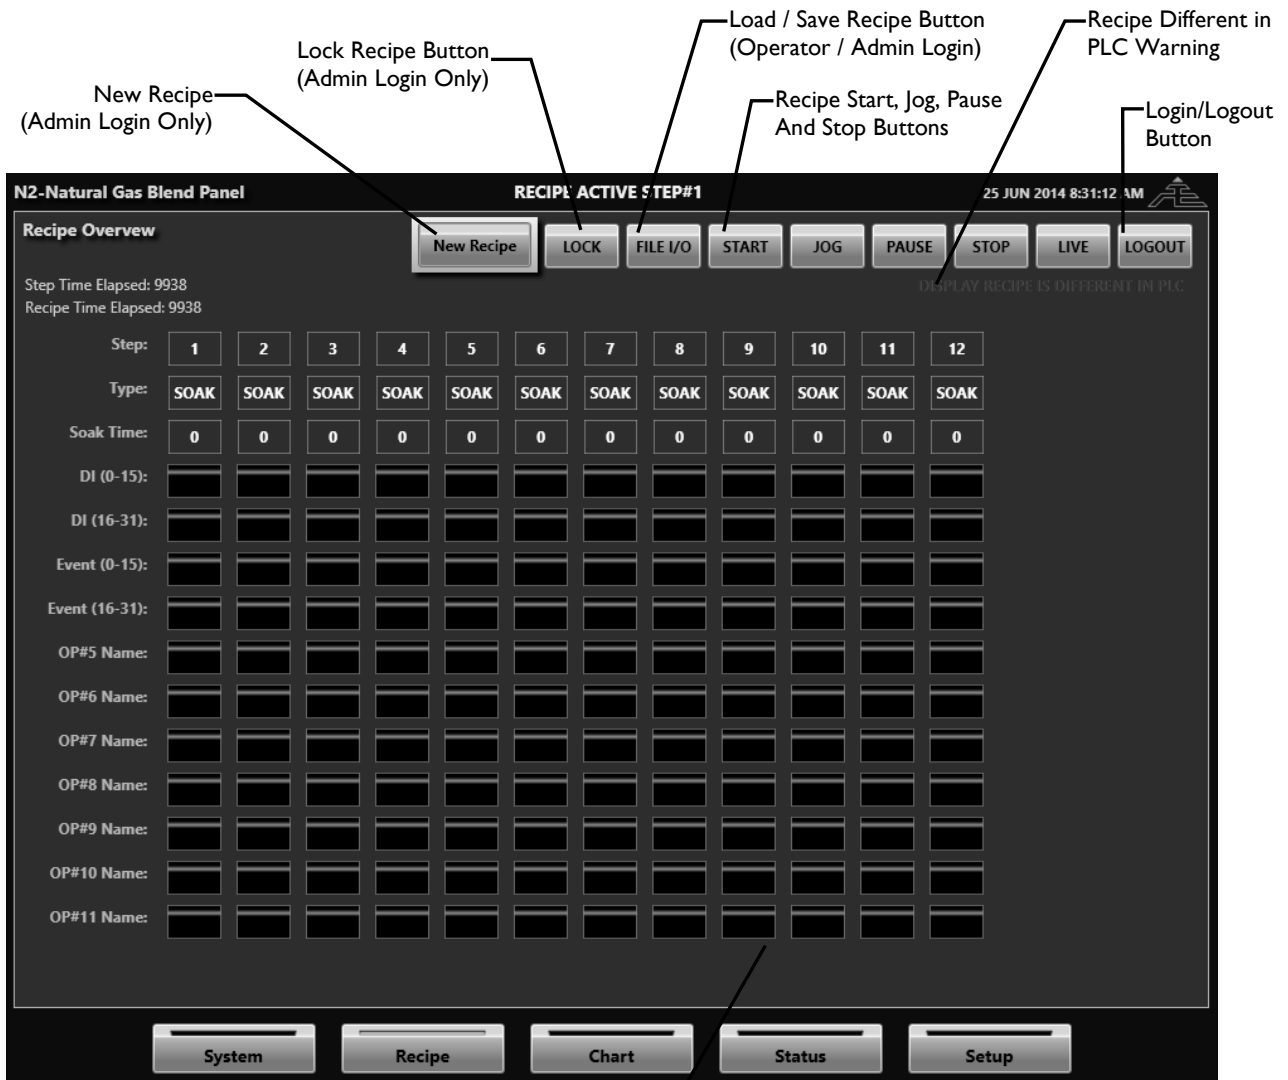 Load / Save Recipe Button
(Operator / Admin Login)
Recipe Different in
PLC Warning
Lock Recipe Button
(Admin Login Only)
New Recipe
(Admin Login Only)
Recipe Start, Jog, Pause
And Stop Buttons
Login/Logout
Button
N2-Natural Gas Blend Panel RECIPE ACTIVE STEP#1 25 JUN 2014 8:31:12 AM
Recipe Overvew New Recipe LOCK FILE I/O START JOG PAUSE STOP LIVE LOGOUT
Step Time Elapsed: 9938 DISPLAY RECIPE IS DIFFERENT IN PLC
Recipe Time Elapsed: 9938
Step: 1 2 3 4 5 6 7 8 9 10 11 12
Type: SOAK SOAK SOAK SOAK SOAK SOAK SOAK SOAK SOAK SOAK SOAK SOAK
Soak Time: 0 0 0 0 0 0 0 0 0 0 0 0
DI (0-15):
DI (16-31):
Event (0-15):
Event (16-31):
OP#5 Name:
OP#6 Name:
OP#7 Name:
OP#8 Name:
OP#9 Name:
OP#10 Name:
OP#11 Name:
System Recipe Chart Status Setup